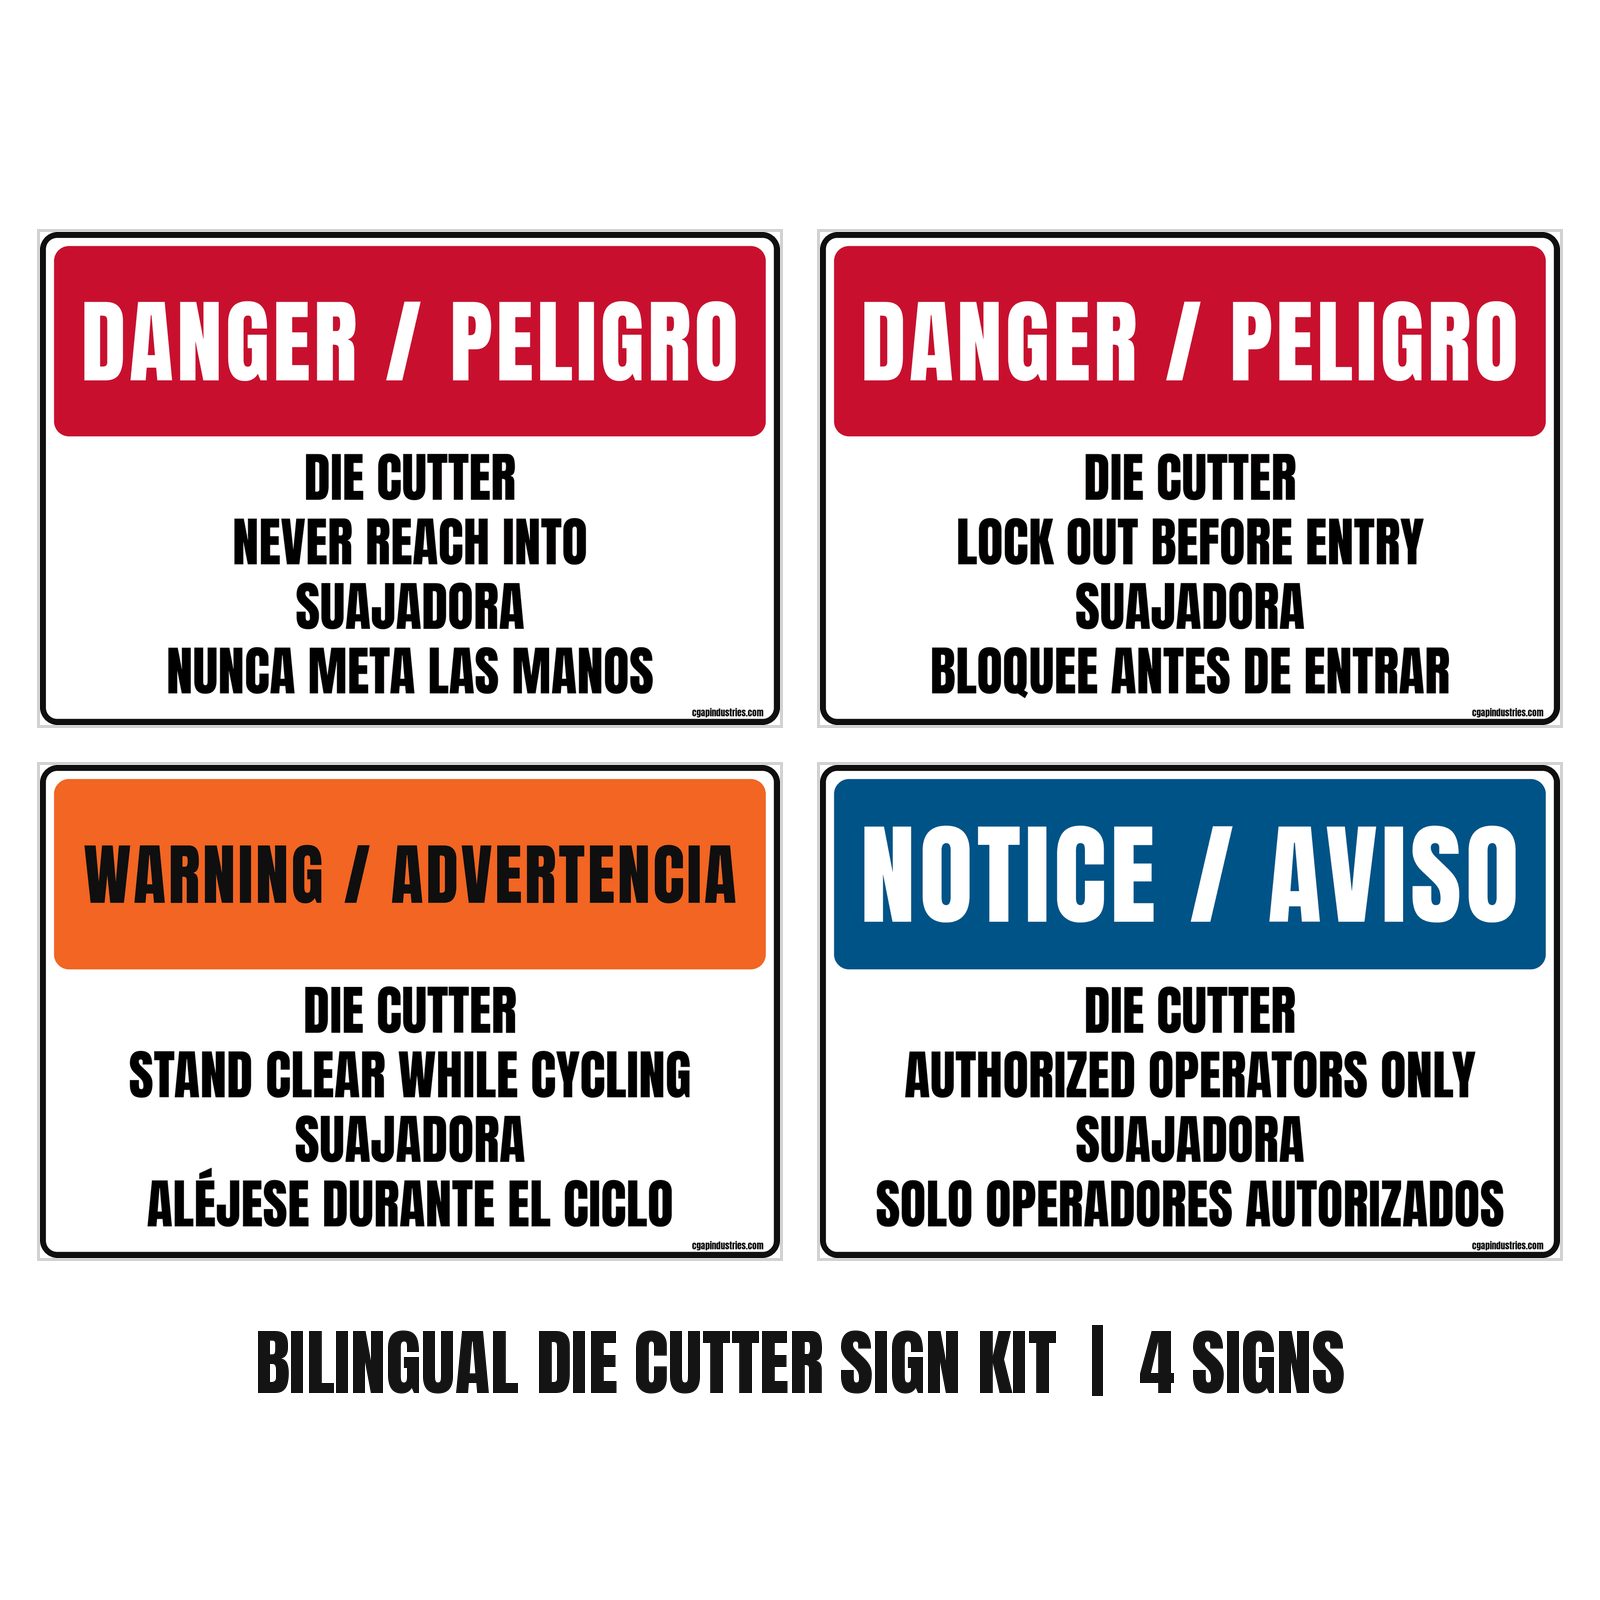 DANGER / PELIGRO
DIE CUTTER
NEVER REACH INTO
SUAJADORA
NUNCA META LAS MANOS
cgapindustries.com
DANGER / PELIGRO
DIE CUTTER
LOCK OUT BEFORE ENTRY
SUAJADORA
BLOQUEE ANTES DE ENTRAR
cgapindustries.com
WARNING / ADVERTENCIA
DIE CUTTER
STAND CLEAR WHILE CYCLING
SUAJADORA
ALÉJESE DURANTE EL CICLO
cgapindustries.com
NOTICE / AVISO
DIE CUTTER
AUTHORIZED OPERATORS ONLY
SUAJADORA
SOLO OPERADORES AUTORIZADOS
cgapindustries.com
BILINGUAL DIE CUTTER SIGN KIT | 4 SIGNS